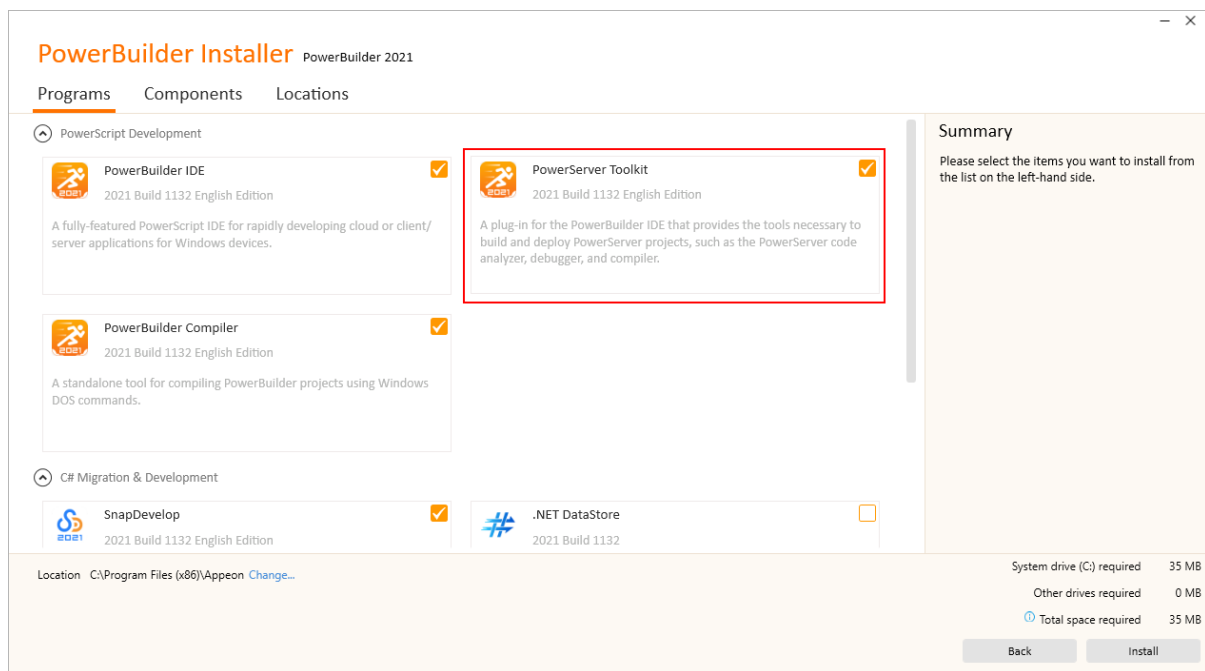 PowerBuilder Installer PowerBuilder 2021
Programs Components Locations
PowerScript Development
PowerBuilder IDE
2021 Build 1132 English Edition
A fully-featured PowerScript IDE for rapidly developing cloud or client/
server applications for Windows devices.
2021
PowerServer Toolkit
2021 Build 1132 English Edition
A plug-in for the PowerBuilder IDE that provides the tools necessary to
build and deploy PowerServer projects, such as the PowerServer code
analyzer, debugger, and compiler.
2021
PowerBuilder Compiler
2021 Build 1132 English Edition
A standalone tool for compiling PowerBuilder projects using Windows
DOS commands.
2021
C# Migration & Development
SnapDevelop
2021 Build 1132 English Edition
2021
.NET DataStore
2021 Build 1132
Summary
Please select the items you want to install from
the list on the left-hand side.
Location C:\Program Files (x86)\Appeon Change...
System drive (C:) required 35 MB
Other drives required 0 MB
Total space required 35 MB
Back Install